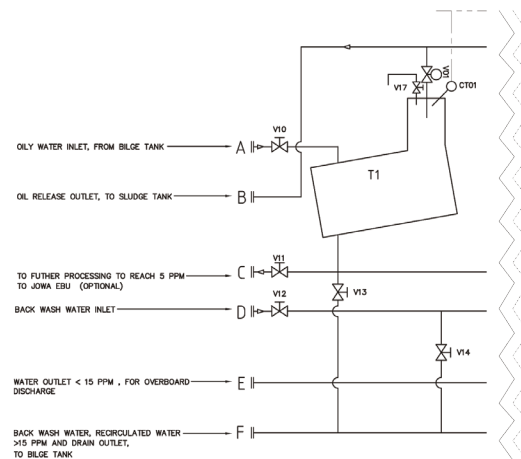 V01
CT01
V17
V10
OILY WATER INLET, FROM BILGE TANK
A
T1
OIL RELEASE OUTLET, TO SLUDGE TANK
B
V11
TO FUTHER PROCESSING TO REACH 5 PPM
TO JOWA EBU (OPTIONAL)
C
V12
V13
BACK WASH WATER INLET
D
V14
WATER OUTLET < 15 PPM , FOR OVERBOARD
DISCHARGE
E
BACK WASH WATER, RECIRCULATED WATER
>15 PPM AND DRAIN OUTLET,
TO BILGE TANK
F